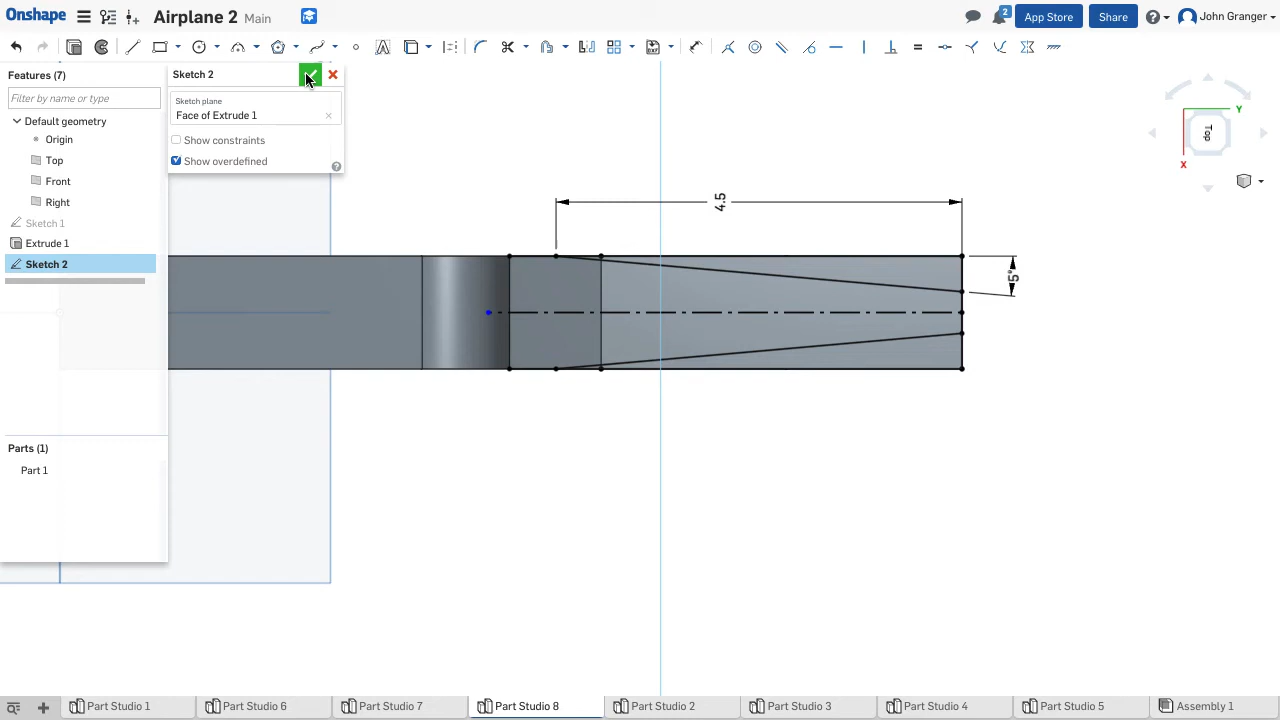 Onshape
Airplane 2 Main
2
App Store
Share
John Granger
Features (7)
Filter by name or type
Default geometry
Origin
Top
Front
Right
Sketch 1
Extrude 1
Sketch 2
Parts (1)
Part 1
Sketch 2
Sketch plane
Face of Extrude 1
Show constraints
Show overdefined
4.5
5°
Top
Y
X
Part Studio 1
Part Studio 6
Part Studio 7
Part Studio 8
Part Studio 2
Part Studio 3
Part Studio 4
Part Studio 5
Assembly 1